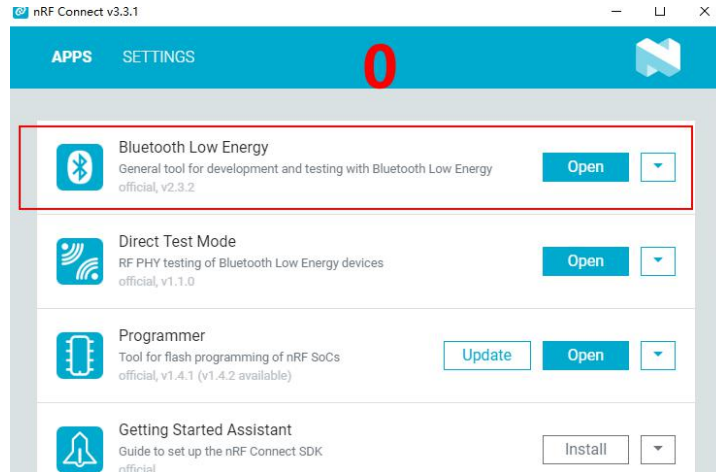 nRF Connect v3.3.1
APPS SETTINGS 0
Bluetooth Low Energy
General tool for development and testing with Bluetooth Low Energy
official, v2.3.2
Open
Direct Test Mode
RF PHY testing of Bluetooth Low Energy devices
official, v1.1.0
Open
Programmer
Tool for flash programming of nRF SoCs
official, v1.4.1 (v1.4.2 available)
Update Open
Getting Started Assistant
Guide to set up the nRF Connect SDK
official
Install